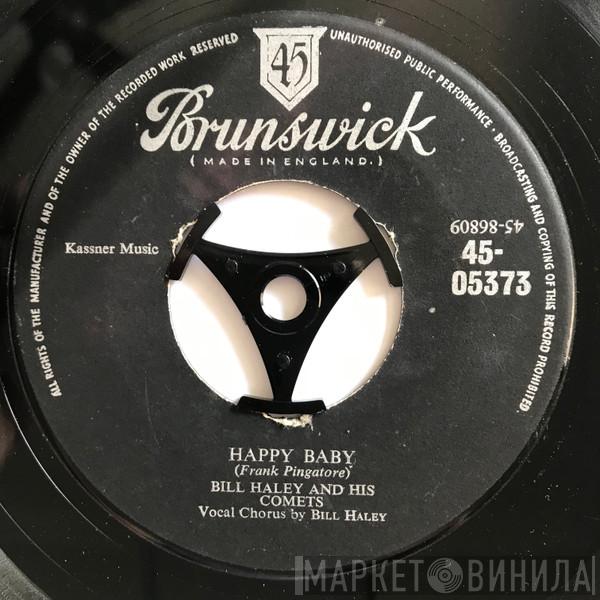 ALL RIGHTS OF THE MANUFACTURER AND OF THE OWNER OF THE RECORDED WORK RESERVED
UNAUTHORISED PUBLIC PERFORMANCE · BROADCASTING AND COPYING OF THIS RECORD PROHIBITED.
45
Brunswick
(MADE IN ENGLAND.)
45-86809
Kassner Music
45-
05373
HAPPY BABY
(Frank Pingatore)
BILL HALEY AND HIS
COMETS
Vocal Chorus by BILL HALEY
МАРКЕТ ВИНИЛА